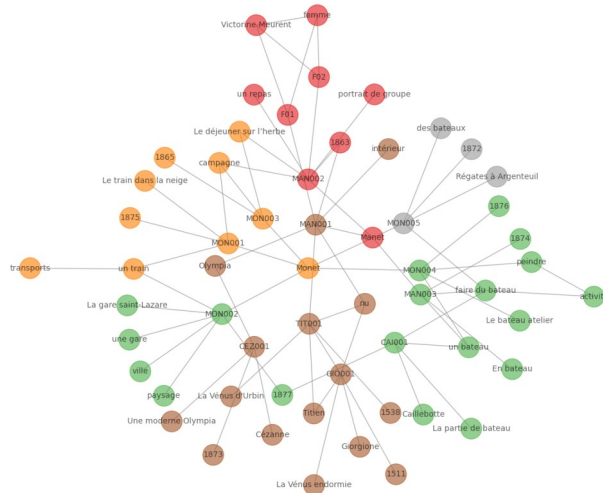 femme
Victorine Meurent
F02
un repas
portrait de groupe
F01
des bateaux
Le déjeuner sur l'herbe
1863
1872
intérieur
1865
campagne
MAN002
Régates à Argenteuil
Le train dans la neige
1876
1875
MON003
MAN001
MON005
MON001
Manet
1874
Olympia
peindre
transports
un train
Monet
MON004
MAN003
faire du bateau
activit
La gare saint-Lazare
MON002
nu
Le bateau atelier
TIT001
une gare
CEZ001
CAI001
un bateau
ville
GIO001
En bateau
paysage
La Vénus d'Urbin
1877
Une moderne Olympia
Titien
1538
Caillebotte
Cézanne
La partie de bateau
1873
Giorgione
La Vénus endormie
1511